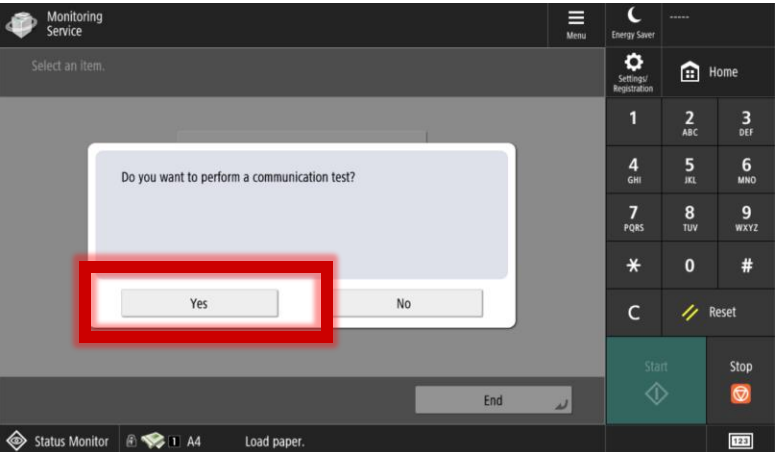 Monitoring
Service
Menu
Energy Saver
-----
Select an item.
Settings/
Registration
Home
1
2
ABC
3
DEF
Do you want to perform a communication test?
4
GHI
5
JKL
6
MNO
7
PQRS
8
TUV
9
WXYZ
Yes
No
*
0
#
C
Reset
Start
Stop
End
Status Monitor
1
A4
Load paper.
123